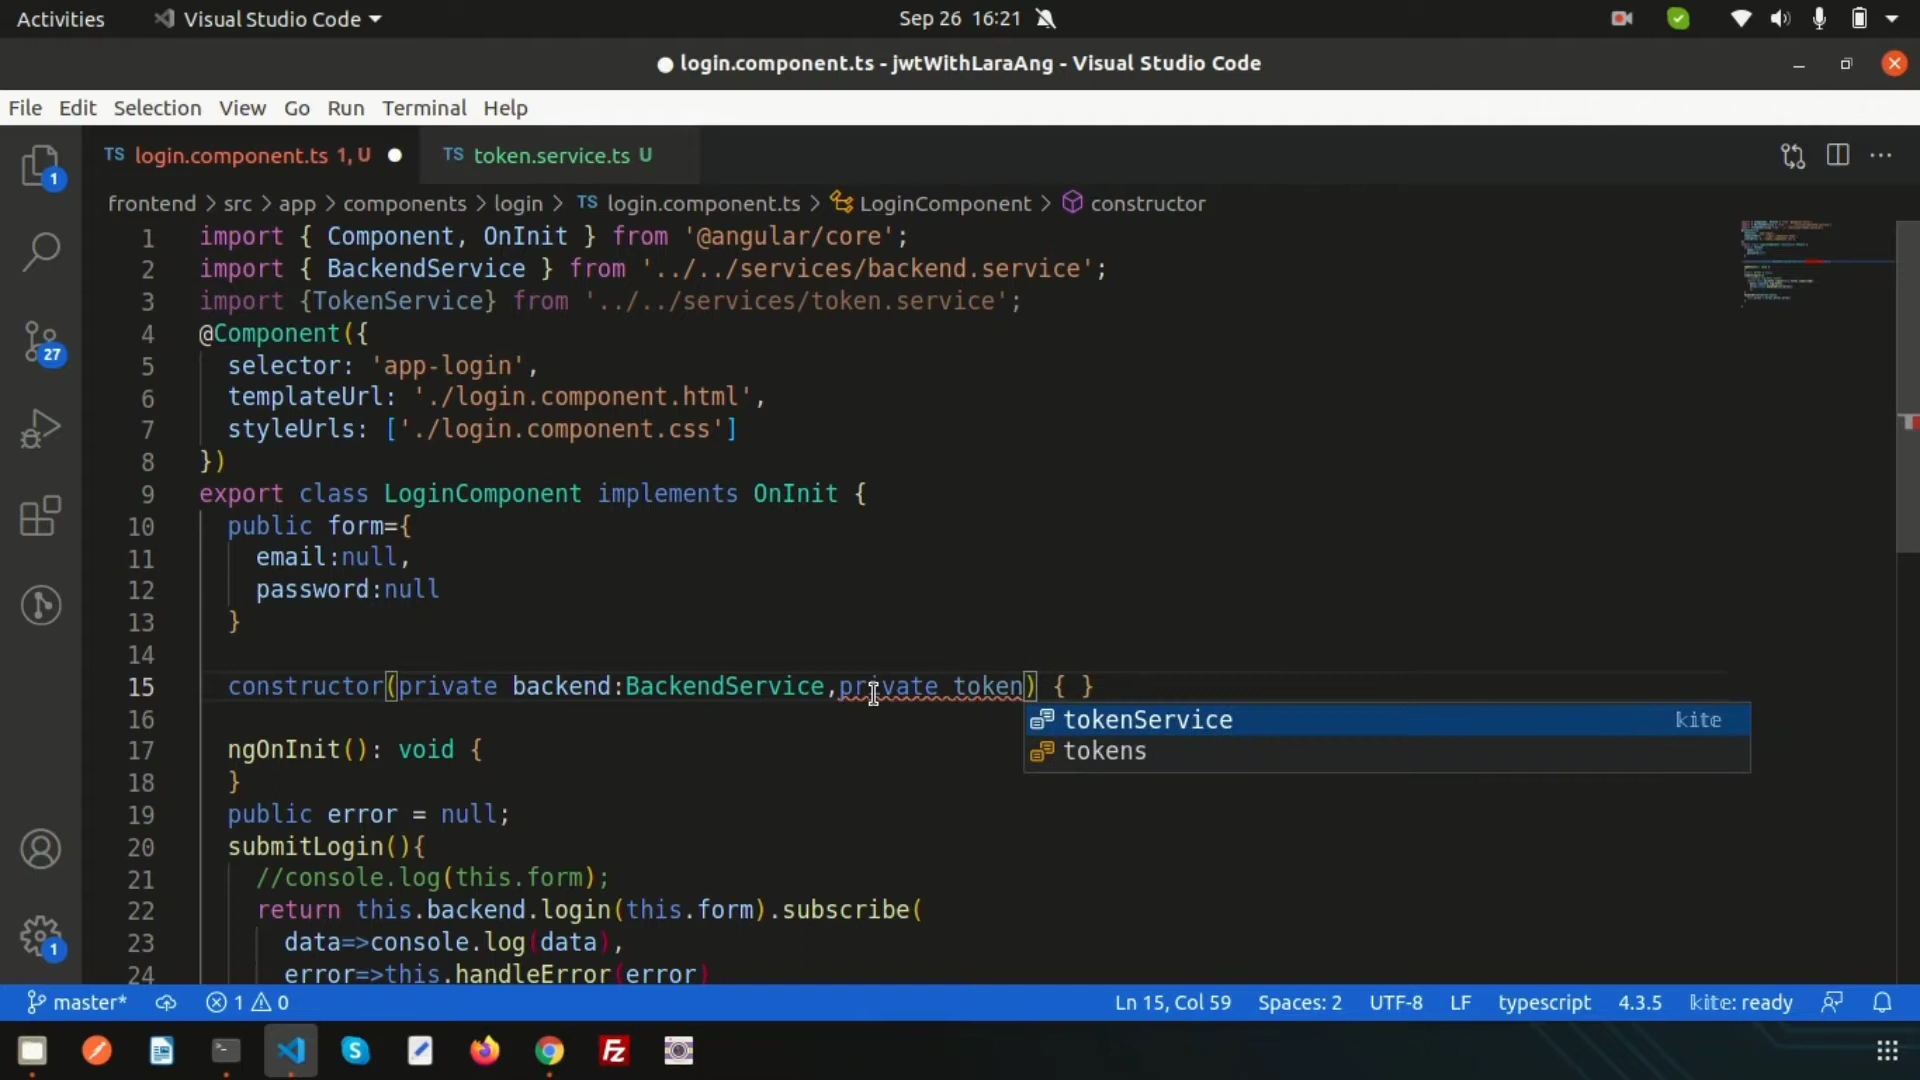 Activities
Visual Studio Code
Sep 26 16:21
login.component.ts - jwtWithLaraAng - Visual Studio Code
File Edit Selection View Go Run Terminal Help
TS login.component.ts 1, U
TS token.service.ts U
frontend > src > app > components > login > TS login.component.ts > LoginComponent > constructor
1 import { Component, OnInit } from '@angular/core';
2 import { BackendService } from '../../services/backend.service';
3 import {TokenService} from '../../services/token.service';
4 @Component({
5 selector: 'app-login',
6 templateUrl: './login.component.html',
7 styleUrls: ['./login.component.css']
8 })
9 export class LoginComponent implements OnInit {
10 public form={
11 email:null,
12 password:null
13 }
14
15 constructor(private backend:BackendService,private token) { }
tokenService kite
tokens
16
17 ngOnInit(): void {
18 }
19 public error = null;
20 submitLogin(){
21 //console.log(this.form);
22 return this.backend.login(this.form).subscribe(
23 data=>console.log(data),
24 error=>this.handleError(error)
1
27
1
master* 1 0
Ln 15, Col 59 Spaces: 2 UTF-8 LF typescript 4.3.5 kite: ready